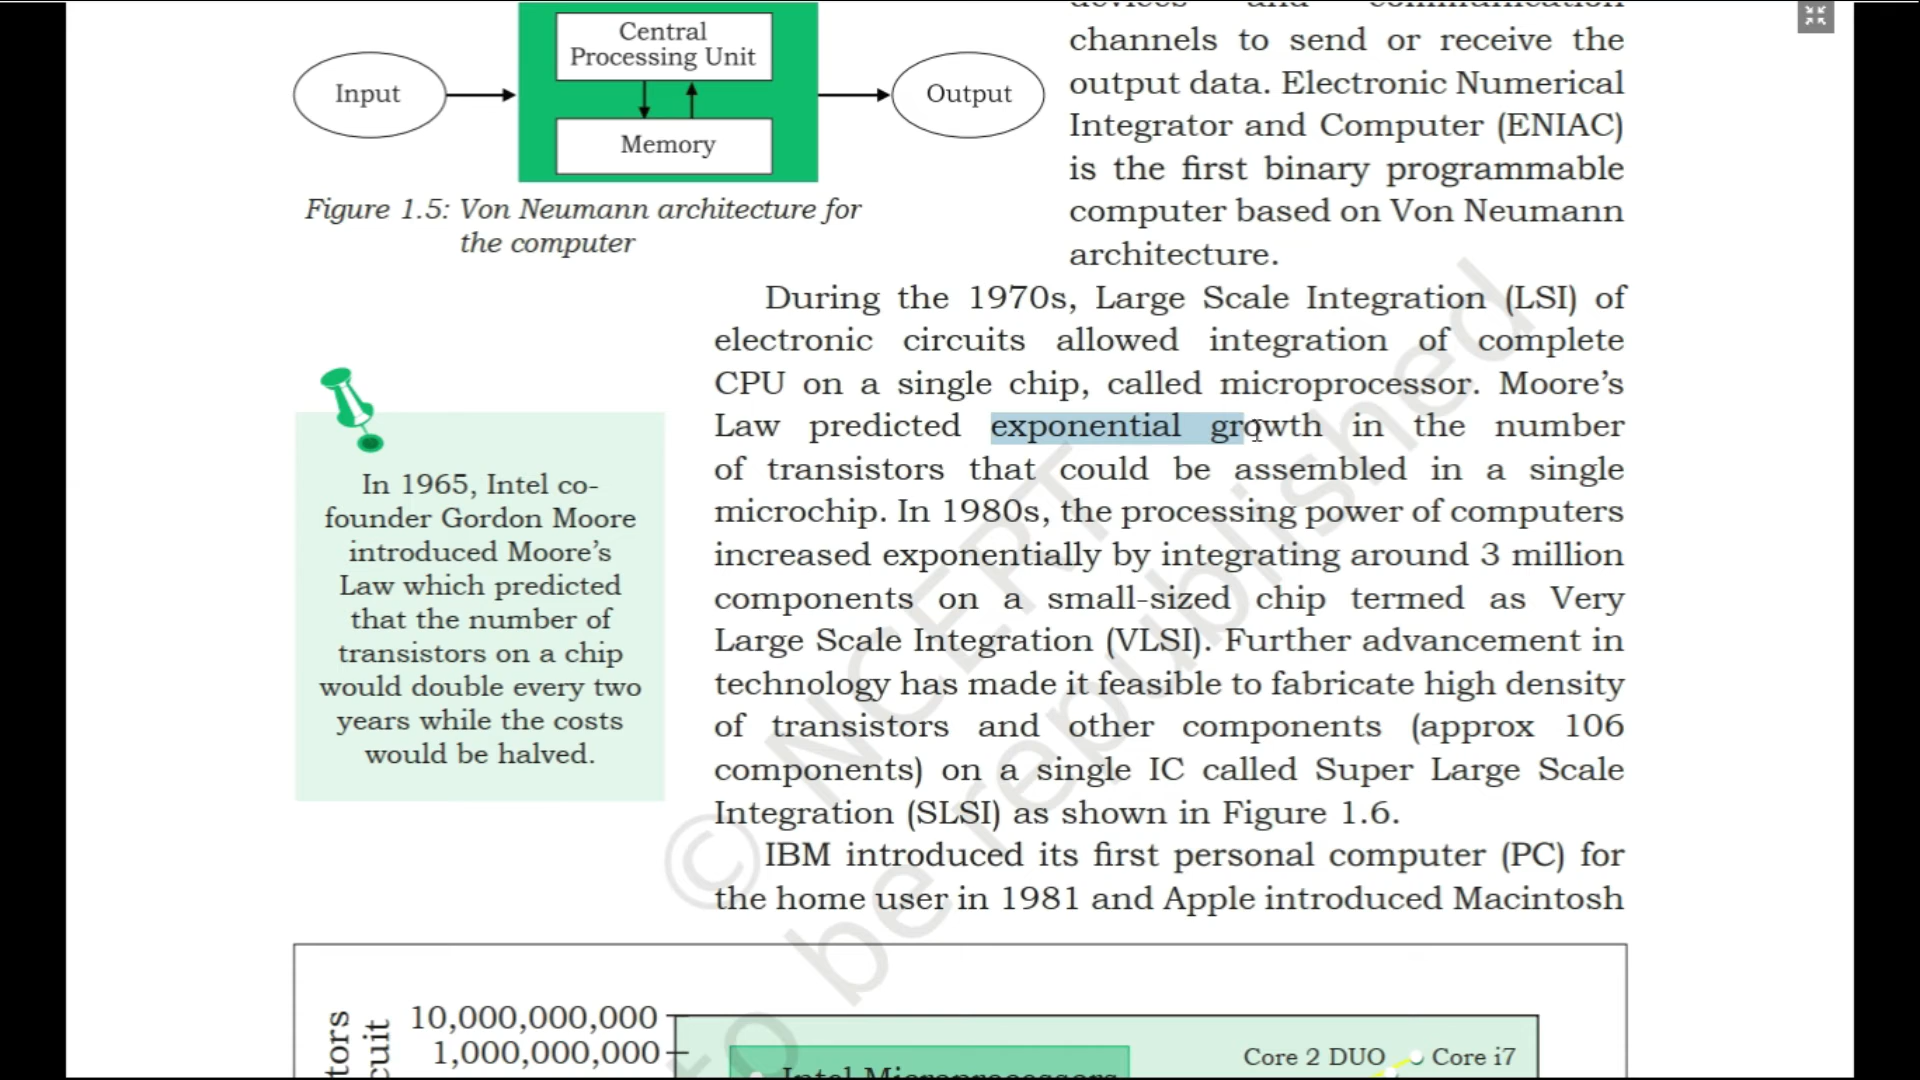 devices and communication
channels to send or receive the
output data. Electronic Numerical
Integrator and Computer (ENIAC)
is the first binary programmable
computer based on Von Neumann
architecture.
Central
Processing Unit
Input
Output
Memory
Figure 1.5: Von Neumann architecture for
the computer
During the 1970s, Large Scale Integration (LSI) of
electronic circuits allowed integration of complete
CPU on a single chip, called microprocessor. Moore's
Law predicted exponential growth in the number
of transistors that could be assembled in a single
microchip. In 1980s, the processing power of computers
increased exponentially by integrating around 3 million
components on a small-sized chip termed as Very
Large Scale Integration (VLSI). Further advancement in
technology has made it feasible to fabricate high density
of transistors and other components (approx 106
components) on a single IC called Super Large Scale
Integration (SLSI) as shown in Figure 1.6.
IBM introduced its first personal computer (PC) for
the home user in 1981 and Apple introduced Macintosh
In 1965, Intel co-
founder Gordon Moore
introduced Moore's
Law which predicted
that the number of
transistors on a chip
would double every two
years while the costs
would be halved.
10,000,000,000
1,000,000,000
Core 2 DUO
Core i7
Intel Microprocessors
© NCERT
be republished